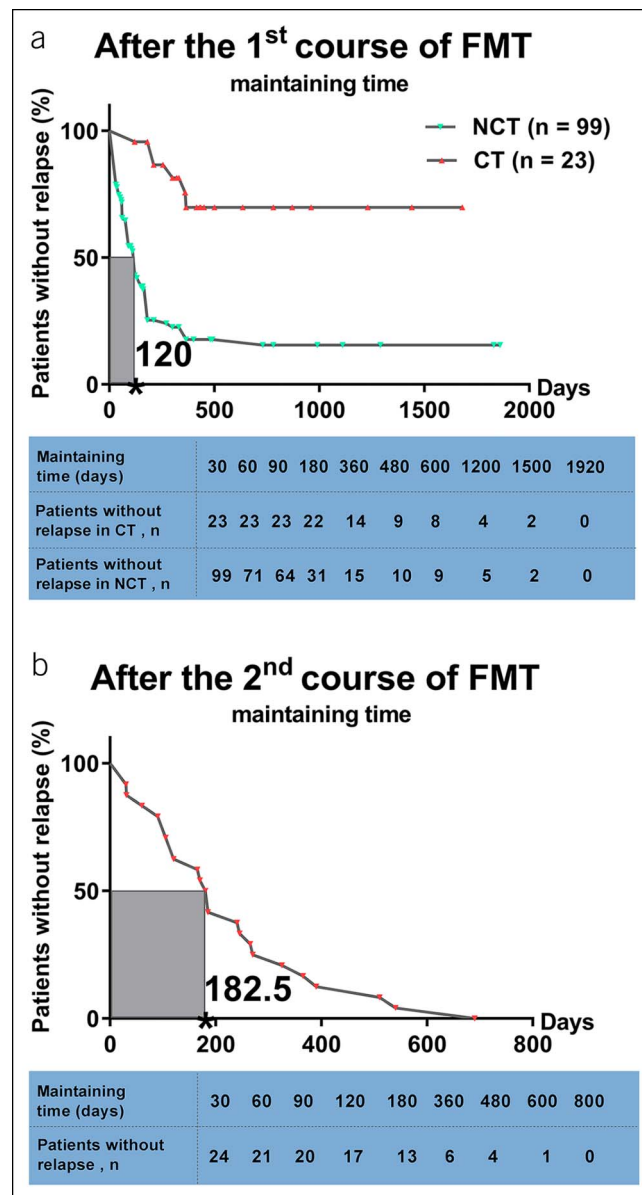 a
After the 1st course of FMT
maintaining time
Patients without relapse (%)
100
50
0
NCT (n = 99)
CT (n = 23)
120
*
0 500 1000 1500 2000
Days
Maintaining
time (days)
30 60 90 180 360 480 600 1200 1500 1920
Patients without
relapse in CT , n
23 23 23 22 14 9 8 4 2 0
Patients without
relapse in NCT , n
99 71 64 31 15 10 9 5 2 0
b
After the 2nd course of FMT
maintaining time
Patients without relapse (%)
100
50
0
182.5
*
0 200 400 600 800
Days
Maintaining
time (days)
30 60 90 120 180 360 480 600 800
Patients without
relapse , n
24 21 20 17 13 6 4 1 0